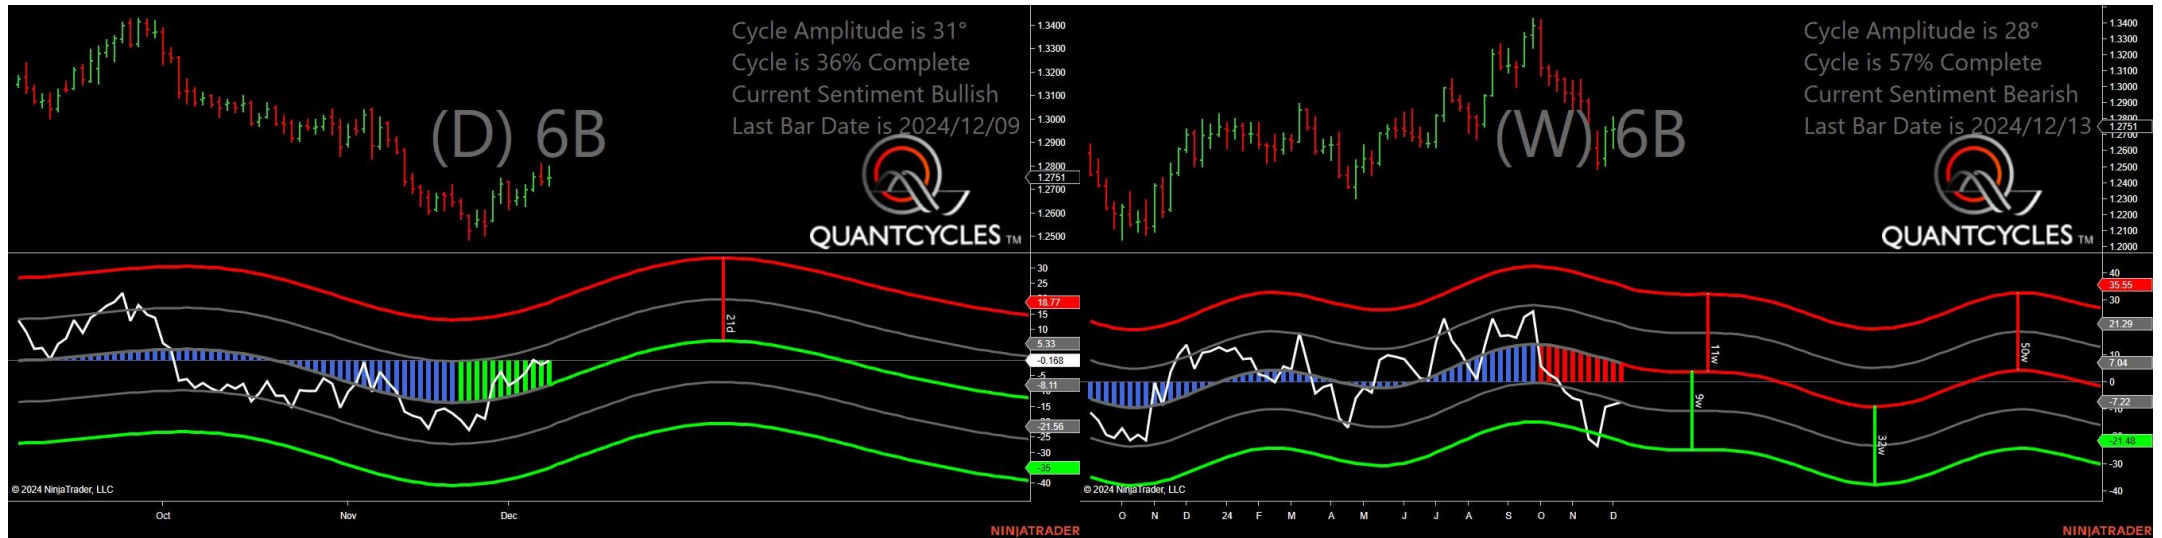 Cycle Amplitude is 31°
Cycle is 36% Complete
Current Sentiment Bullish
Last Bar Date is 2024/12/09
(D) 6B
QUANTCYCLES TM
1.3400
1.3300
1.3200
1.3100
1.3000
1.2900
1.2800
1.2751
1.2700
1.2600
1.2500
30
25
18.77
15
10
5.33
-0.168
-5
-8.11
-15
-21.56
-25
-30
-35
-40
21d
© 2024 NinjaTrader, LLC
Oct Nov Dec
NINJATRADER
Cycle Amplitude is 28°
Cycle is 57% Complete
Current Sentiment Bearish
Last Bar Date is 2024/12/13
(W) 6B
QUANTCYCLES TM
1.3400
1.3300
1.3200
1.3100
1.3000
1.2900
1.2800
1.2751
1.2700
1.2600
1.2500
1.2400
1.2300
1.2200
1.2100
1.2000
40
35.55
30
21.29
10
7.04
0
-7.22
-10
-21.48
-30
-40
11w
9w
32w
50w
© 2024 NinjaTrader, LLC
O N D 24 F M A M J J A S O N D
NINJATRADER